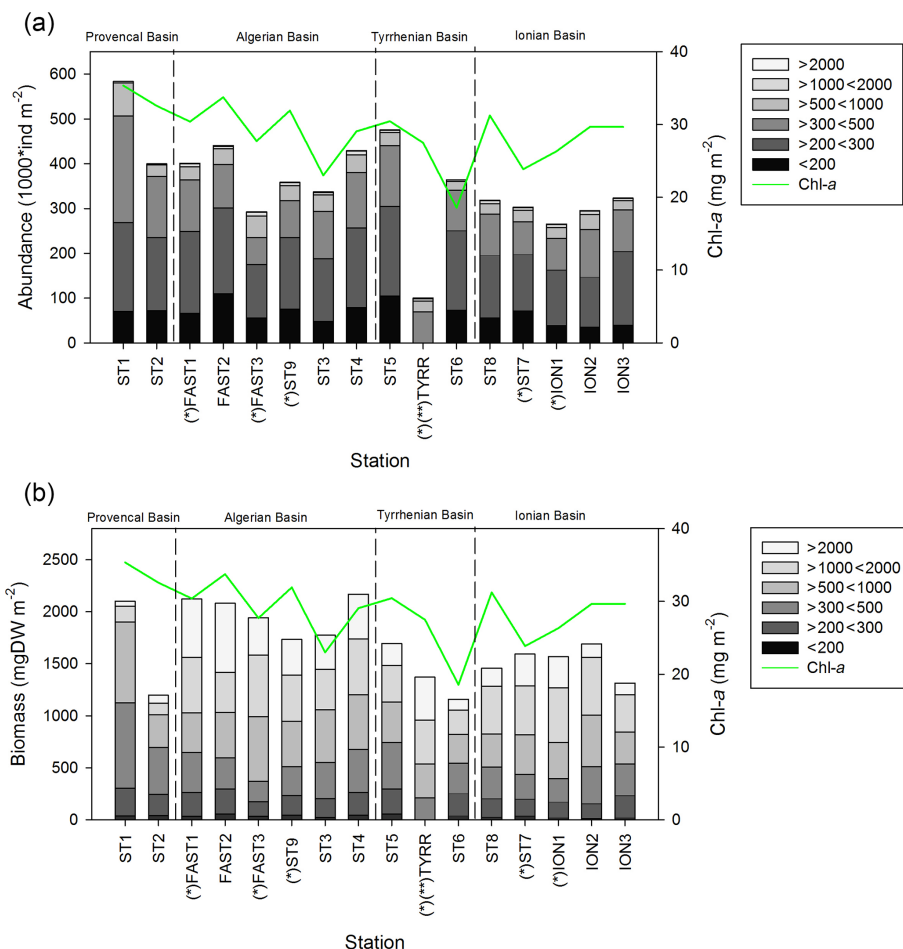 (a)
Provencal Basin Algerian Basin Tyrrhenian Basin Ionian Basin
Abundance (1000*ind m-2)
600
500
400
300
200
100
0
40
30
20
10
0
Chl-a (mg m-2)
>2000
>1000<2000
>500<1000
>300<500
>200<300
<200
Chl-a
ST1 ST2 (*)FAST1 FAST2 (*)FAST3 (*)ST9 ST3 ST4 ST5 (*)(**)TYRR ST6 ST8 (*)ST7 (*)ION1 ION2 ION3
Station
(b)
Provencal Basin Algerian Basin Tyrrhenian Basin Ionian Basin
Biomass (mgDW m-2)
2500
2000
1500
1000
500
0
40
30
20
10
0
Chl-a (mg m-2)
>2000
>1000<2000
>500<1000
>300<500
>200<300
<200
Chl-a
ST1 ST2 (*)FAST1 FAST2 (*)FAST3 (*)ST9 ST3 ST4 ST5 (*)(**)TYRR ST6 ST8 (*)ST7 (*)ION1 ION2 ION3
Station